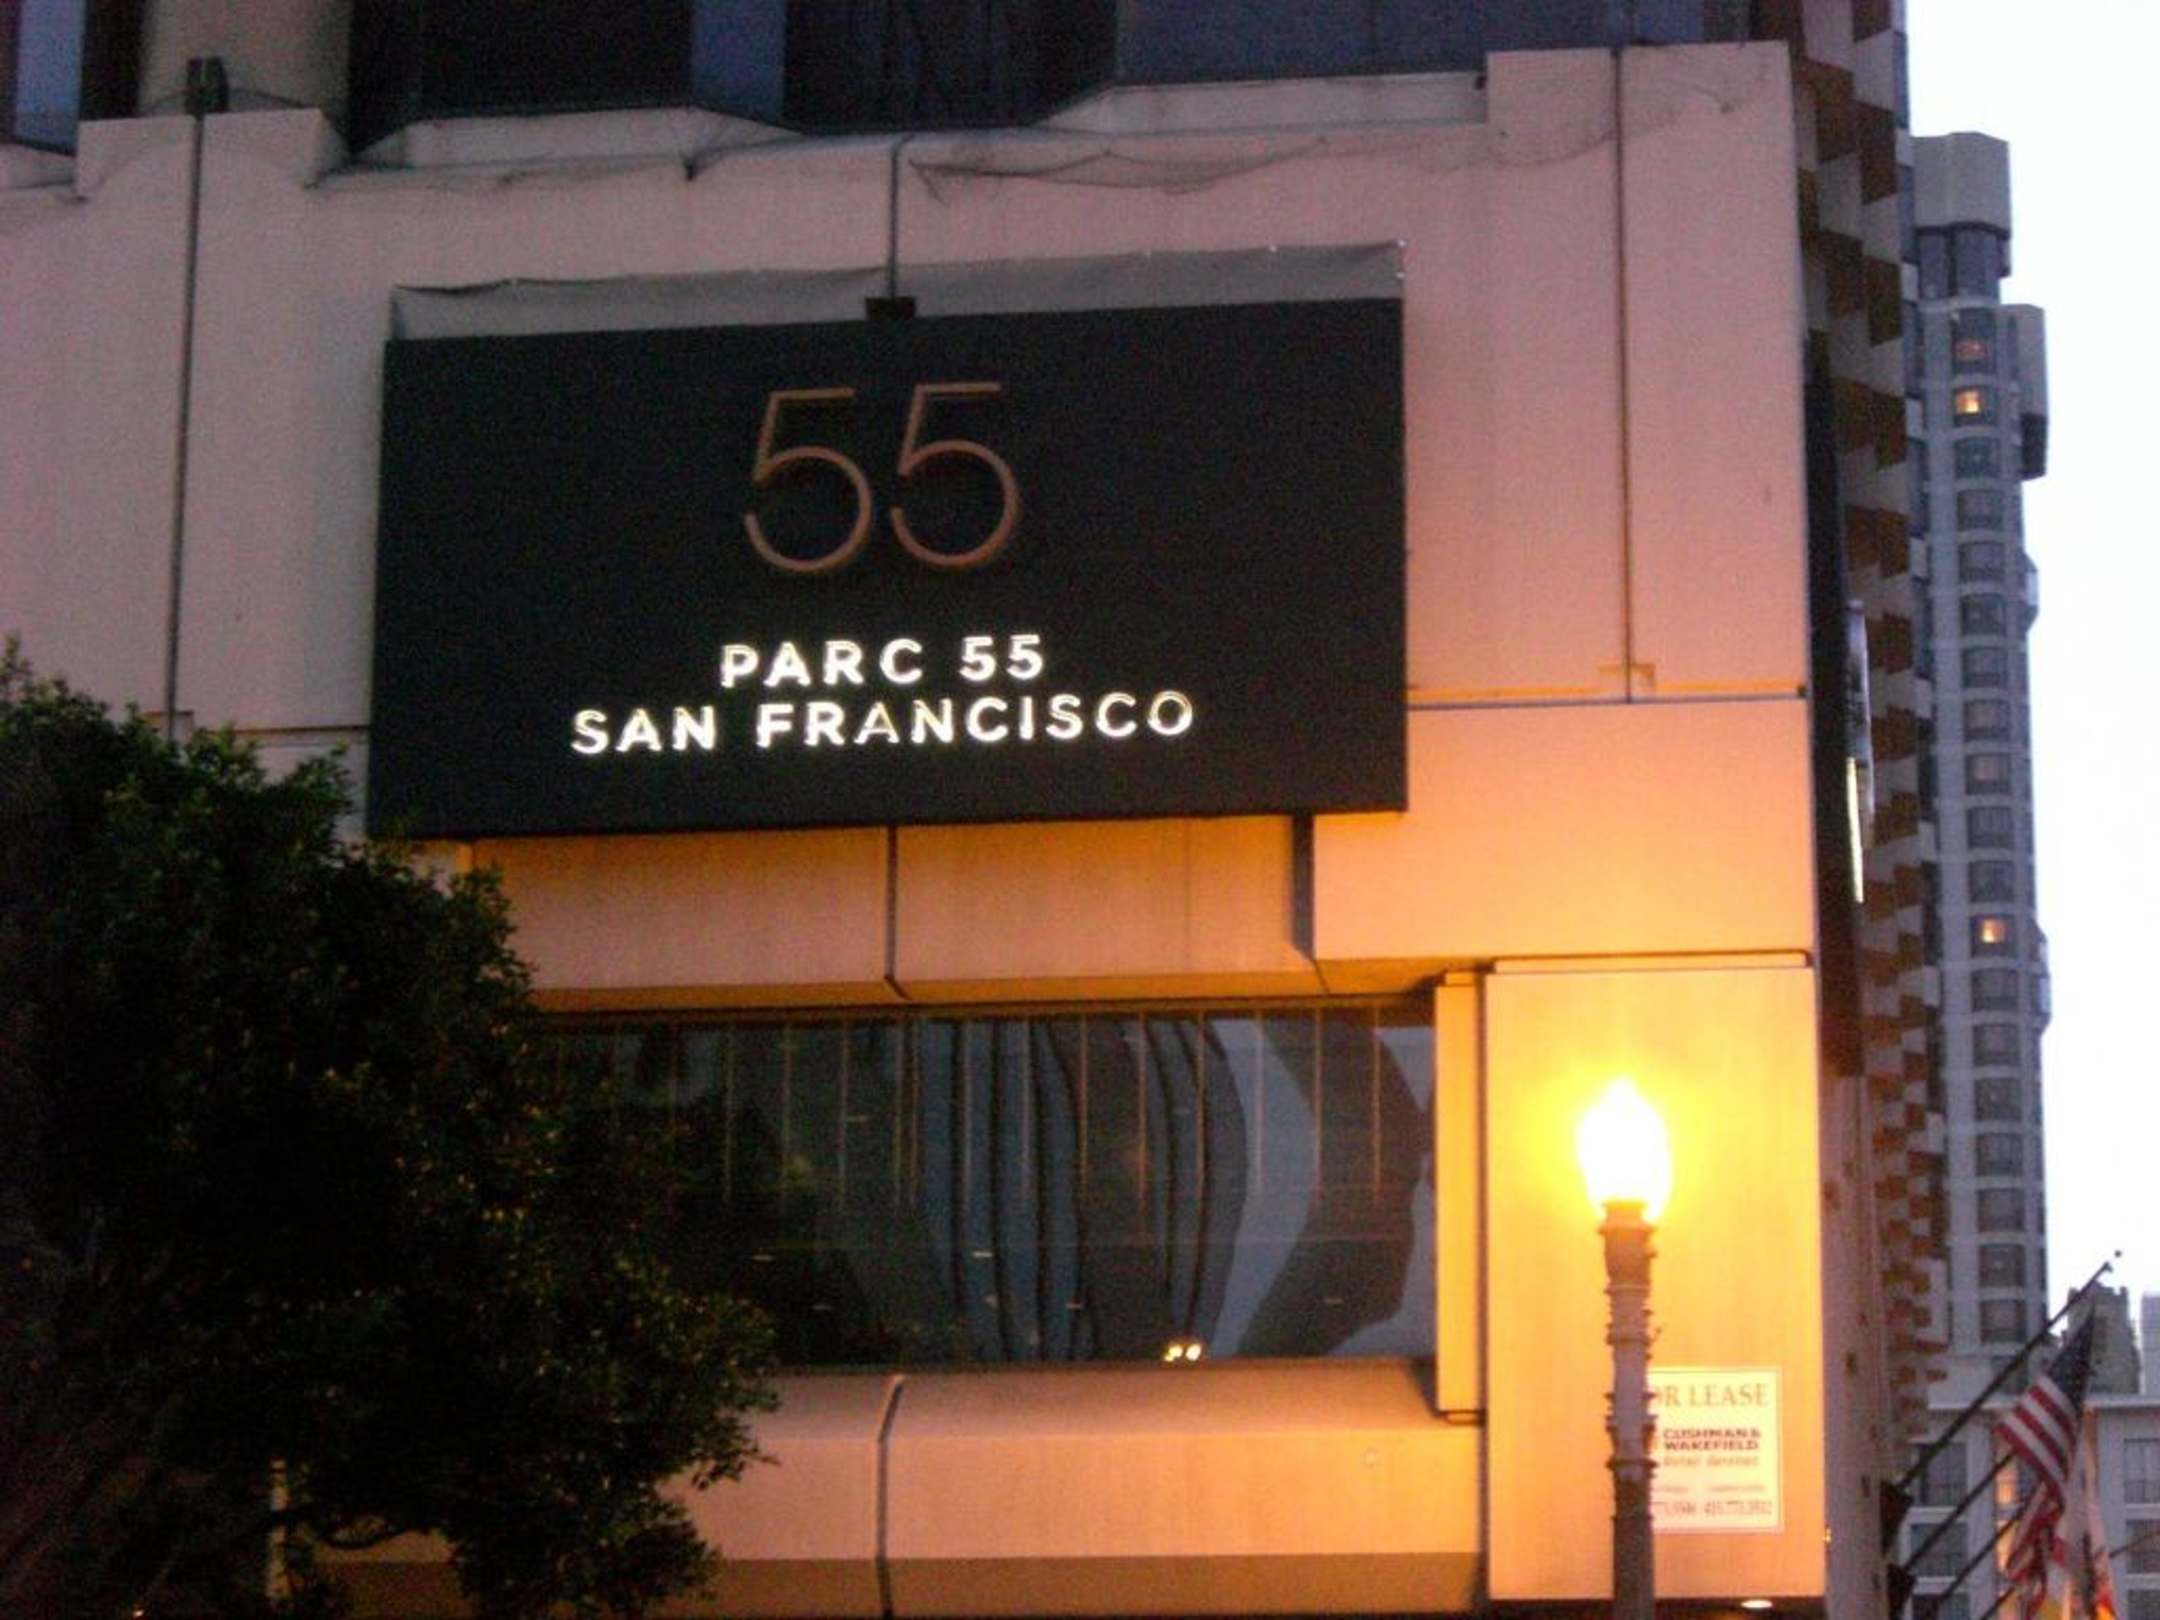 55
PARC 55
SAN FRANCISCO
OR LEASE
CUSHMAN &
WAKEFIELD